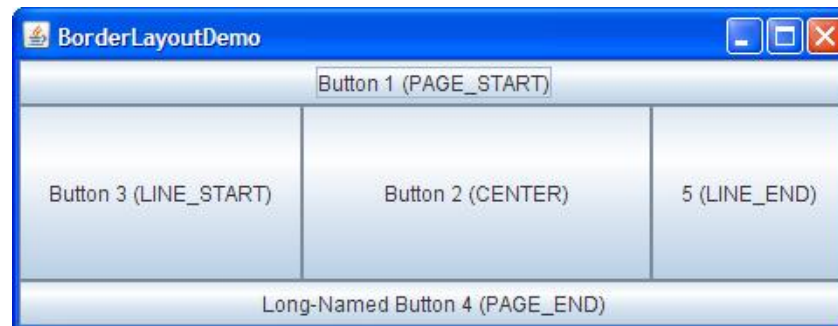 BorderLayoutDemo
Button 1 (PAGE_START)
Button 3 (LINE_START)
Button 2 (CENTER)
5 (LINE_END)
Long-Named Button 4 (PAGE_END)